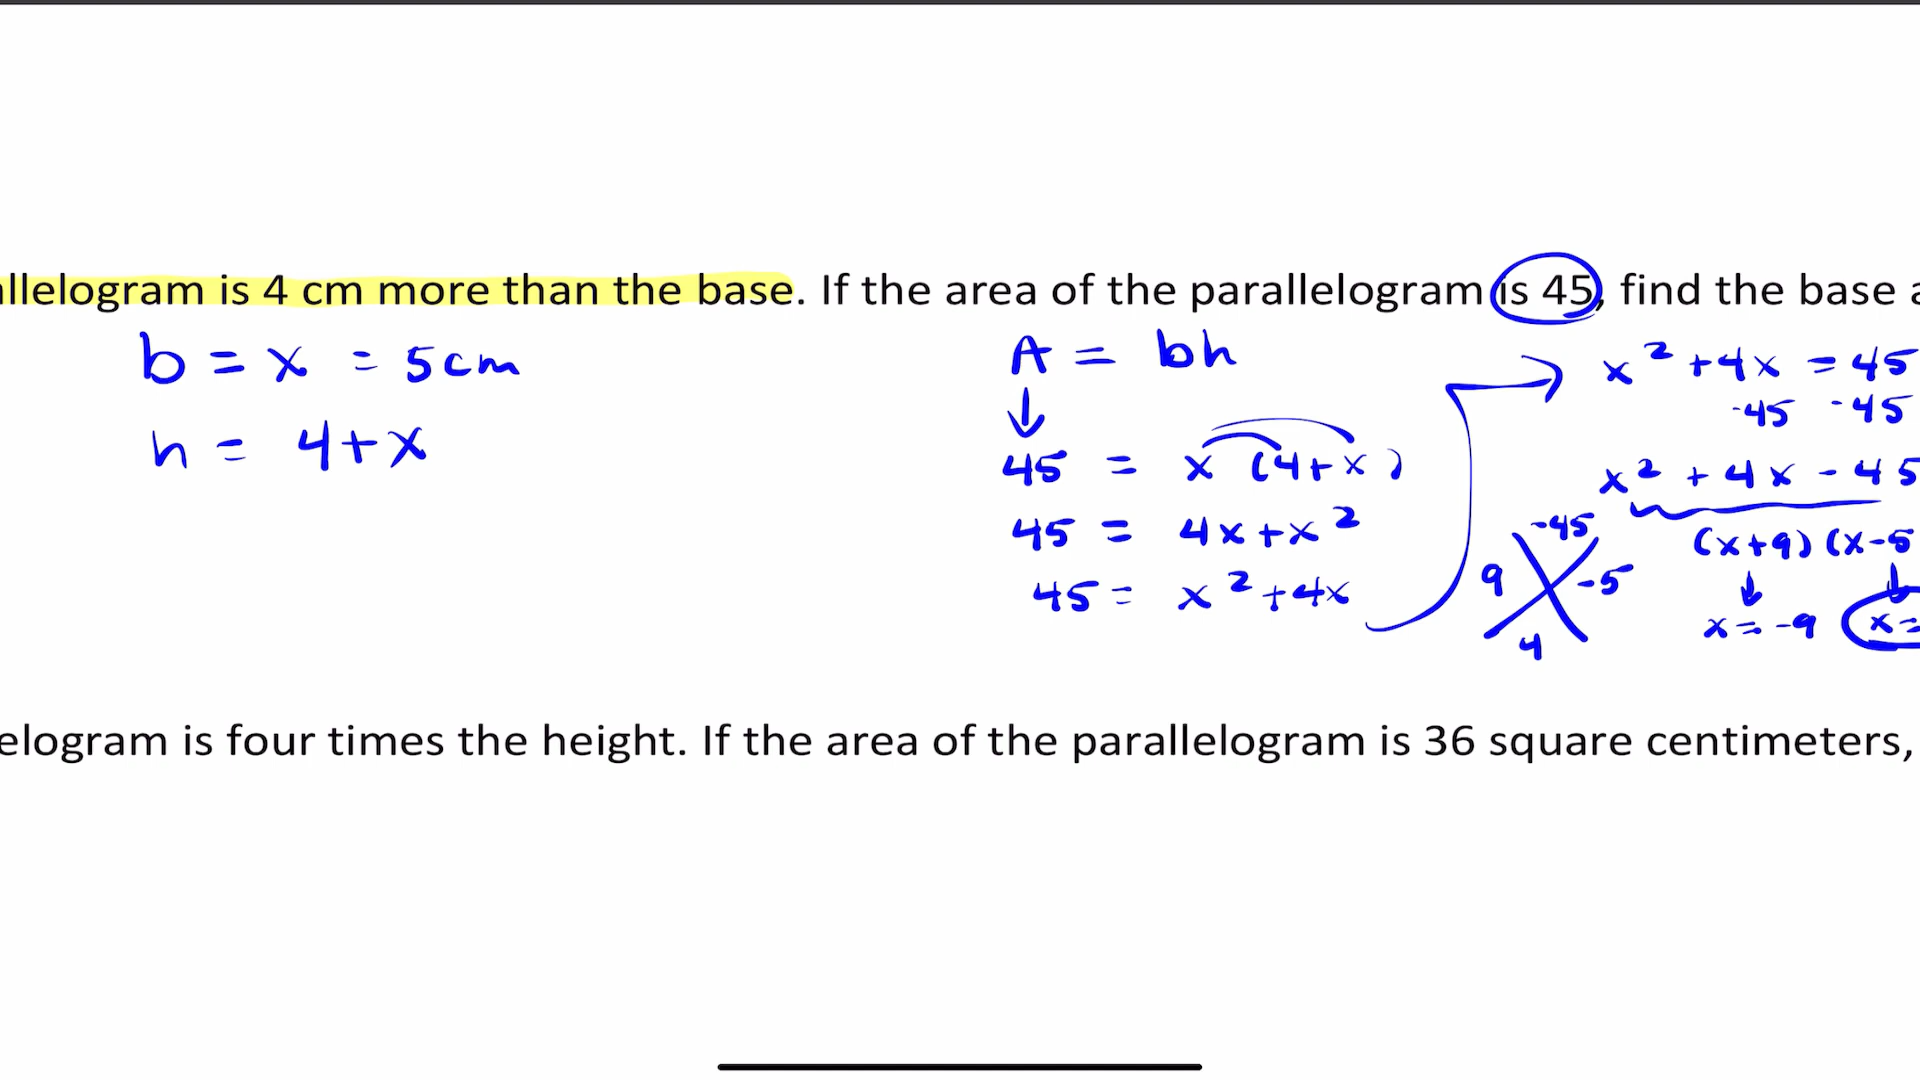 allelogram is 4 cm more than the base. If the area of the parallelogram is 45, find the base a
b = x = 5cm
h = 4+x
A = bh
↓
45 = x (4+x)
45 = 4x+x²
45 = x²+4x
→ x²+4x = 45
-45 -45
x² + 4x - 45
-45
9 -5
4
(x+9) (x-5
↓ ↓
x = -9 x=
elogram is four times the height. If the area of the parallelogram is 36 square centimeters,